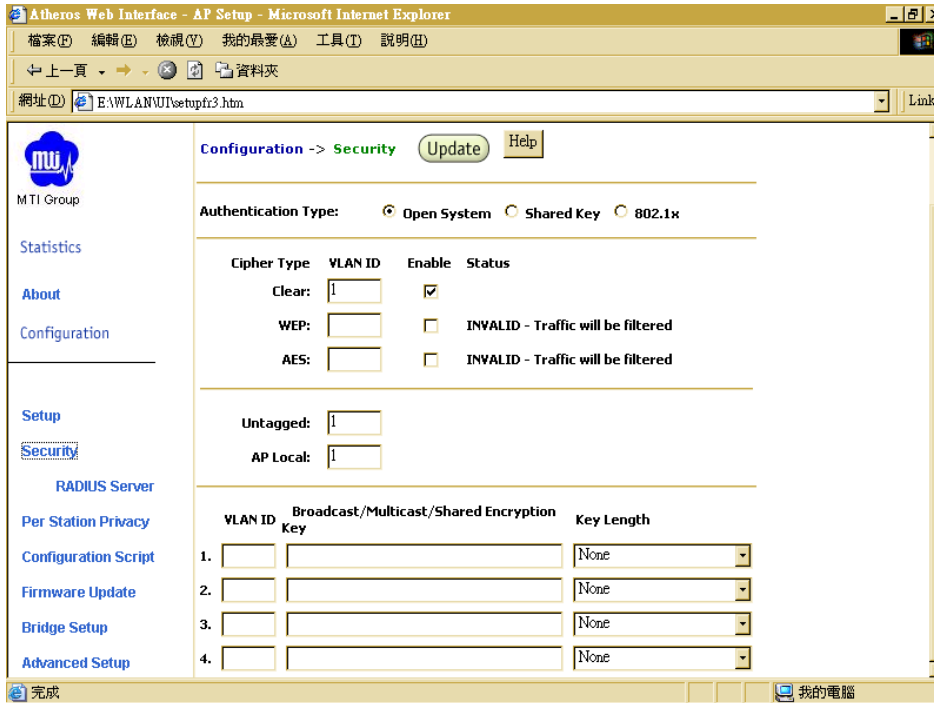 Atheros Web Interface - AP Setup - Microsoft Internet Explorer
檔案(F) 編輯(E) 檢視(V) 我的最愛(A) 工具(T) 說明(H)
上一頁 資料夾
網址(D) E:\WLAN\UI\setupfr3.htm Link
mti
MTI Group
Statistics
About
Configuration
Setup
Security
RADIUS Server
Per Station Privacy
Configuration Script
Firmware Update
Bridge Setup
Advanced Setup
Configuration -> Security Update Help
Authentication Type: Open System Shared Key 802.1x
Cipher Type VLAN ID Enable Status
Clear: 1
WEP: INVALID - Traffic will be filtered
AES: INVALID - Traffic will be filtered
Untagged: 1
AP Local: 1
VLAN ID Broadcast/Multicast/Shared Encryption Key Key Length
1. None
2. None
3. None
4. None
完成 我的電腦